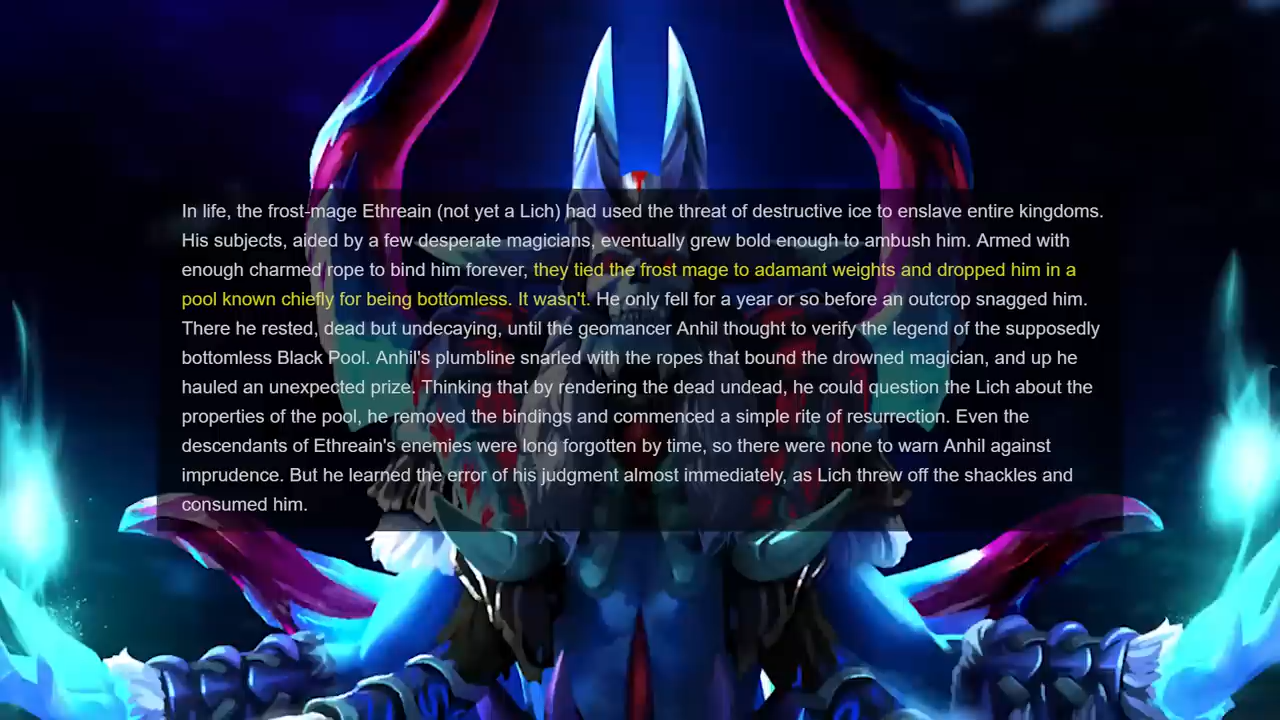 In life, the frost-mage Ethreain (not yet a Lich) had used the threat of destructive ice to enslave entire kingdoms.
His subjects, aided by a few desperate magicians, eventually grew bold enough to ambush him. Armed with
enough charmed rope to bind him forever, they tied the frost mage to adamant weights and dropped him in a
pool known chiefly for being bottomless. It wasn't. He only fell for a year or so before an outcrop snagged him.
There he rested, dead but undecaying, until the geomancer Anhil thought to verify the legend of the supposedly
bottomless Black Pool. Anhil's plumbline snarled with the ropes that bound the drowned magician, and up he
hauled an unexpected prize. Thinking that by rendering the dead undead, he could question the Lich about the
properties of the pool, he removed the bindings and commenced a simple rite of resurrection. Even the
descendants of Ethreain's enemies were long forgotten by time, so there were none to warn Anhil against
imprudence. But he learned the error of his judgment almost immediately, as Lich threw off the shackles and
consumed him.